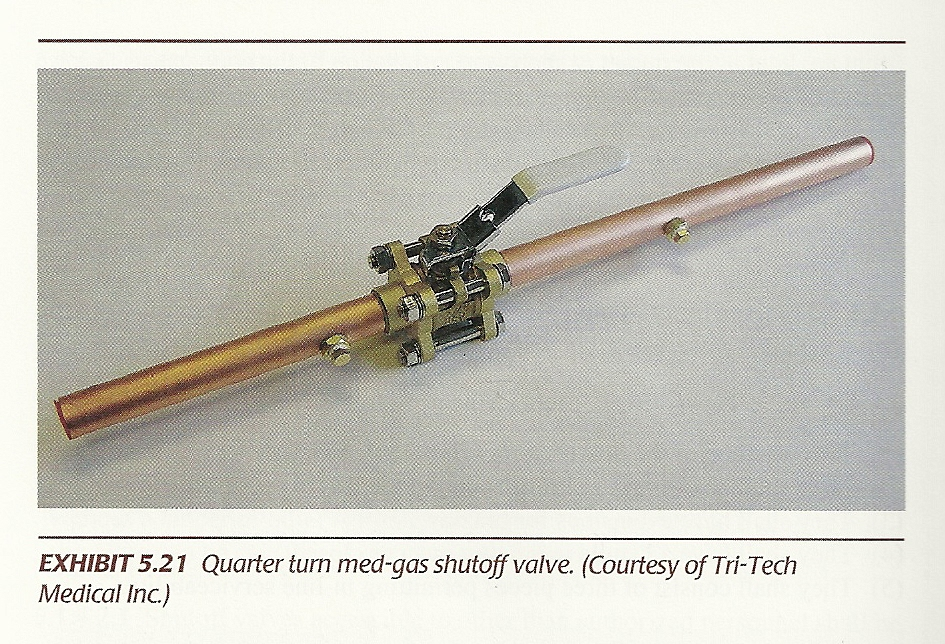 EXHIBIT 5.21 Quarter turn med-gas shutoff valve. (Courtesy of Tri-Tech
Medical Inc.)